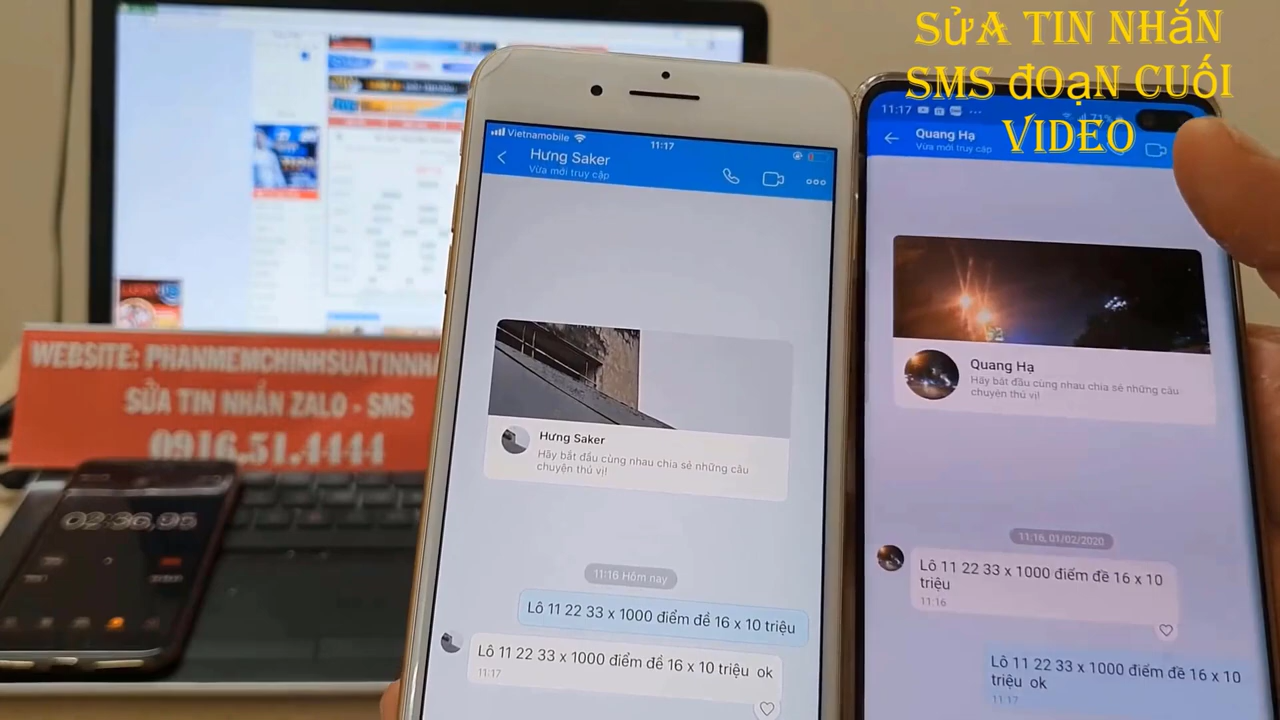 SỬA TIN NHẮN
SMS ĐOẠN CUỐI
VIDEO
Vietnamobile
11:17
Hưng Saker
Vừa mới truy cập
Hưng Saker
Hãy bắt đầu cùng nhau chia sẻ những câu
chuyện thú vị!
11:16 Hôm nay
Lô 11 22 33 x 1000 điểm đề 16 x 10 triệu
Lô 11 22 33 x 1000 điểm đề 16 x 10 triệu ok
11:17
11:17
Quang Hạ
Vừa mới truy cập
Quang Hạ
Hãy bắt đầu cùng nhau chia sẻ những câu
chuyện thú vị!
11:16, 01/02/2020
Lô 11 22 33 x 1000 điểm đề 16 x 10
triệu
11:16
Lô 11 22 33 x 1000 điểm đề 16 x 10
triệu ok
11:17
WEBSITE: PHANMEMCHINHSUATINNHA
SỬA TIN NHẮN ZALO - SMS
0916.51.4444
02:36,95